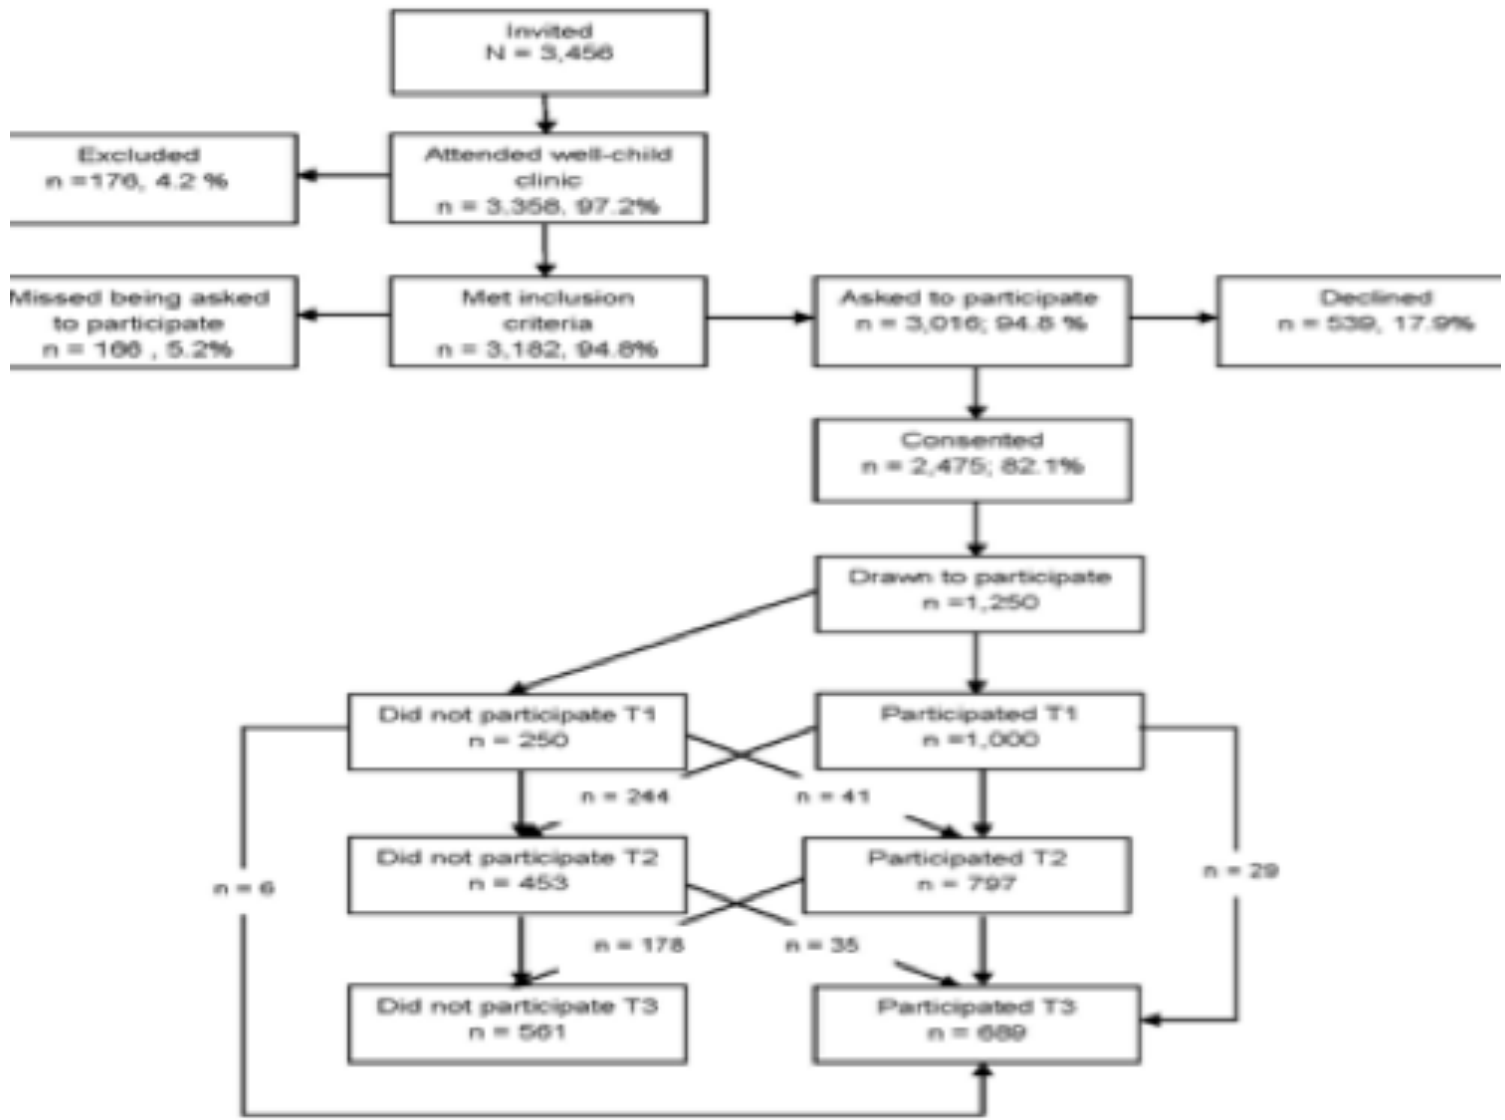 Invited
N = 3,456
Excluded
n =176, 4.2 %
Attended well-child
clinic
n = 3,358, 97.2%
Missed being asked
to participate
n = 166 , 5.2%
Met inclusion
criteria
n = 3,182, 94.8%
Asked to participate
n = 3,016; 94.8 %
Declined
n = 539, 17.9%
Consented
n = 2,475; 82.1%
Drawn to participate
n =1,250
Did not participate T1
n = 250
Participated T1
n =1,000
n = 244
n = 41
Did not participate T2
n = 453
Participated T2
n = 797
n = 6
n = 29
n = 178
n = 35
Did not participate T3
n = 561
Participated T3
n = 689